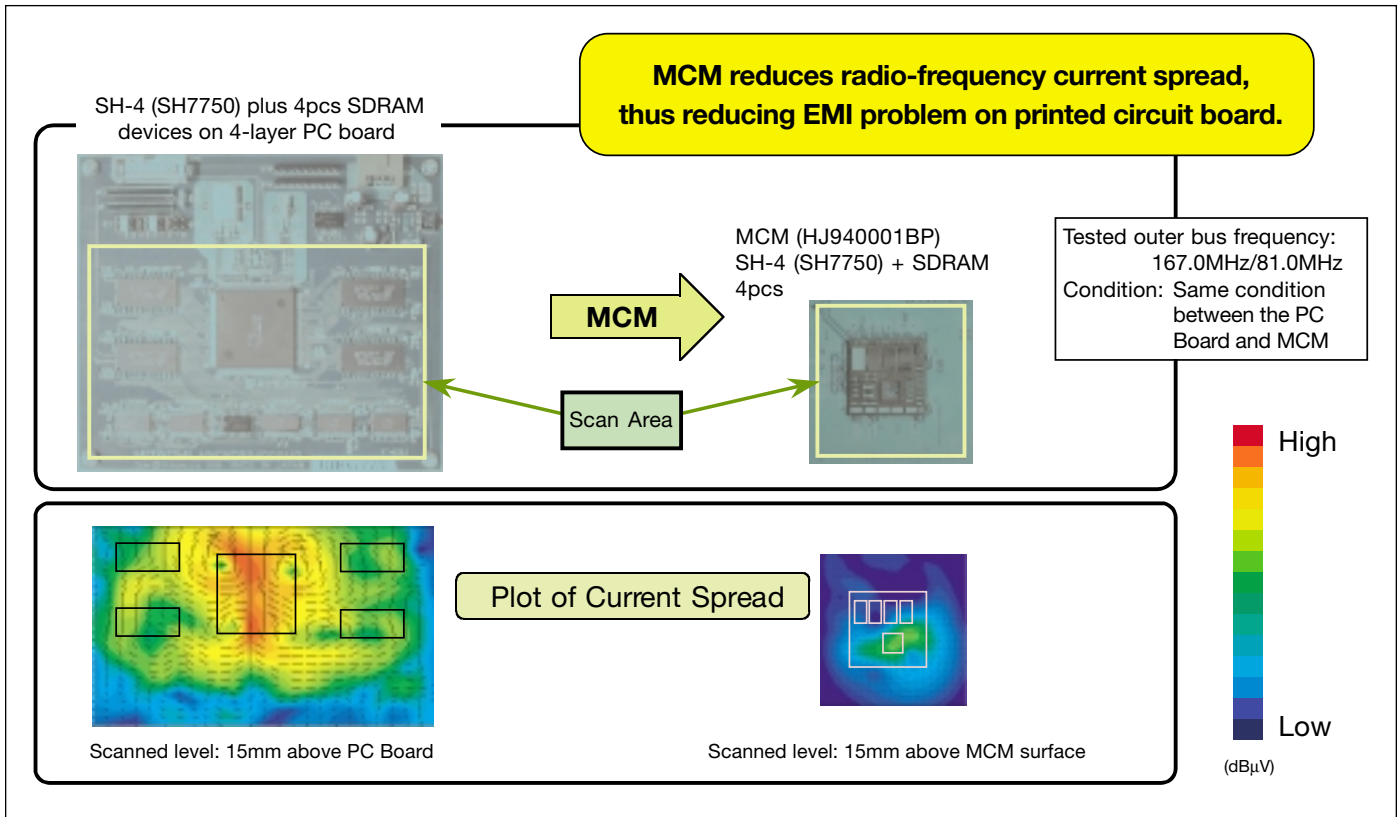 MCM reduces radio-frequency current spread,
thus reducing EMI problem on printed circuit board.
SH-4 (SH7750) plus 4pcs SDRAM
devices on 4-layer PC board
MCM (HJ940001BP)
SH-4 (SH7750) + SDRAM
4pcs
Tested outer bus frequency:
167.0MHz/81.0MHz
Condition: Same condition
between the PC
Board and MCM
MCM
Scan Area
High
Plot of Current Spread
Low
Scanned level: 15mm above PC Board
Scanned level: 15mm above MCM surface
(dBμV)